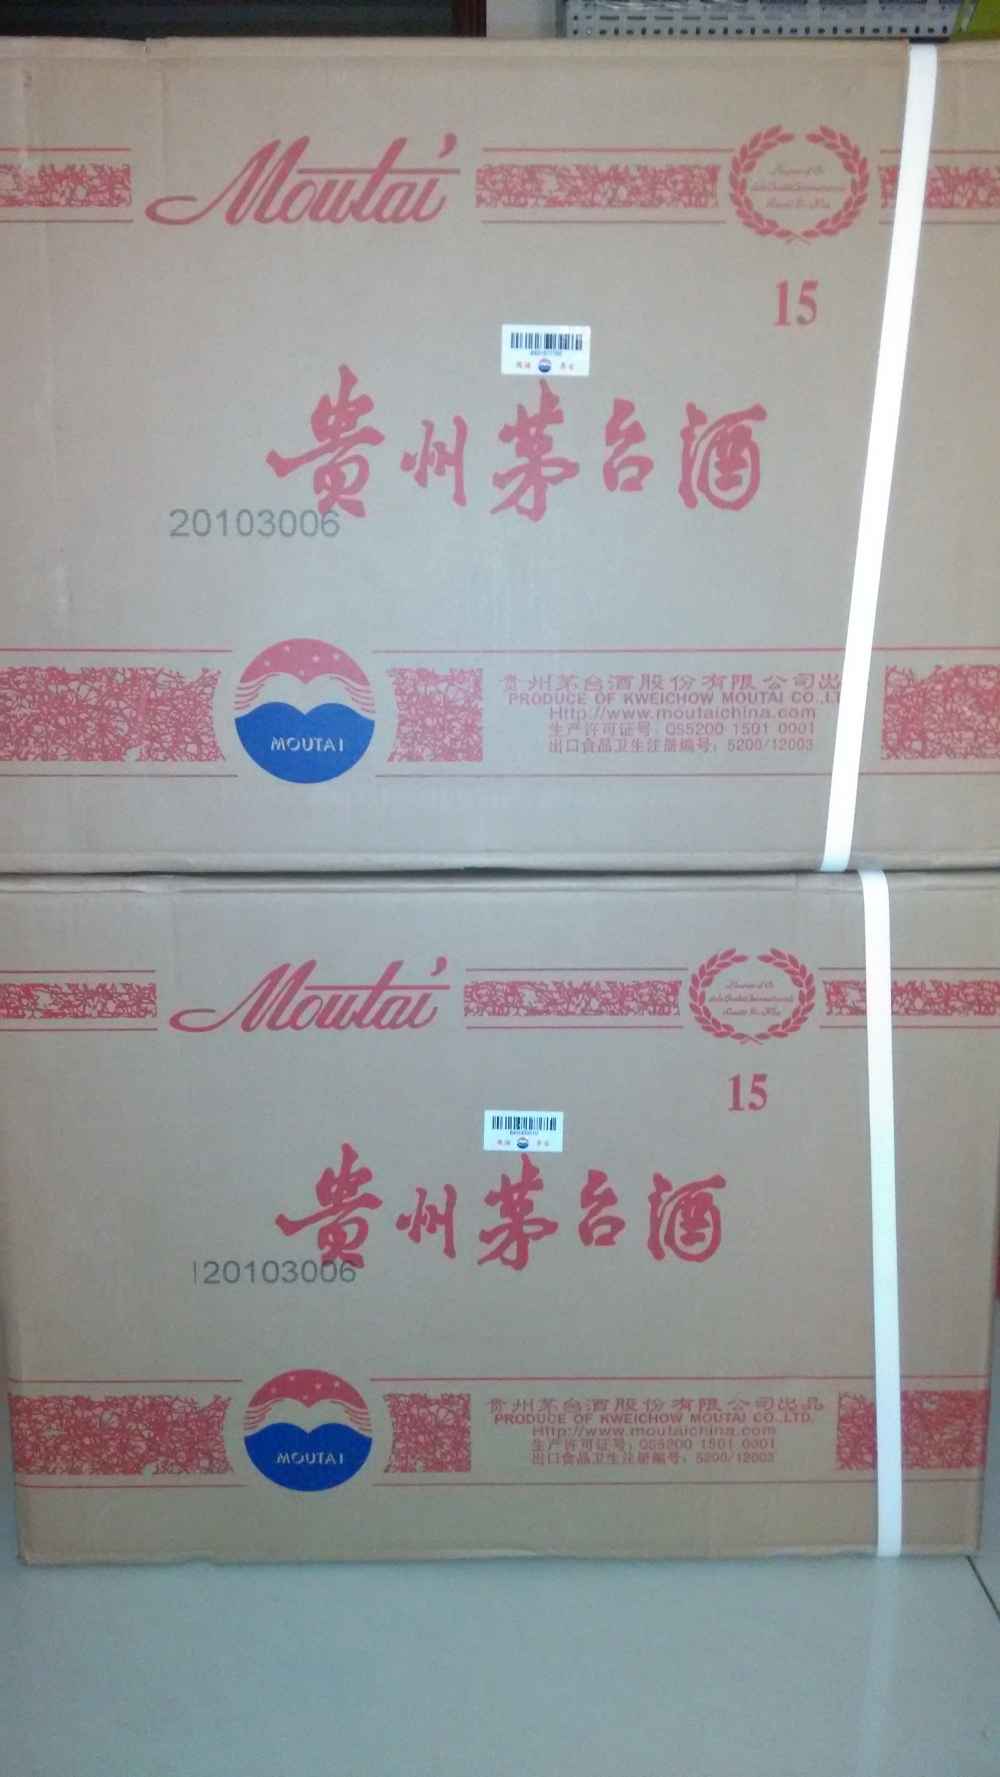 Moutai
15
貴州茅台酒
20103006
MOUTAI
贵州茅台酒股份有限公司出
PRODUCE OF KWEICHOW MOUTAI CO.,LT
Http://www.moutaichina.com
生产许可证号：QS5200 1501 0001
出口食品卫生注册编号：5200/12003
Moutai
15
貴州茅台酒
20103006
MOUTAI
贵州茅台酒股份有限公司出品
PRODUCE OF KWEICHOW MOUTAI CO.,LTD.
Http://www.moutaichina.com
生产许可证号：QS5200 1501 0001
出口食品卫生注册编号：5200/12003